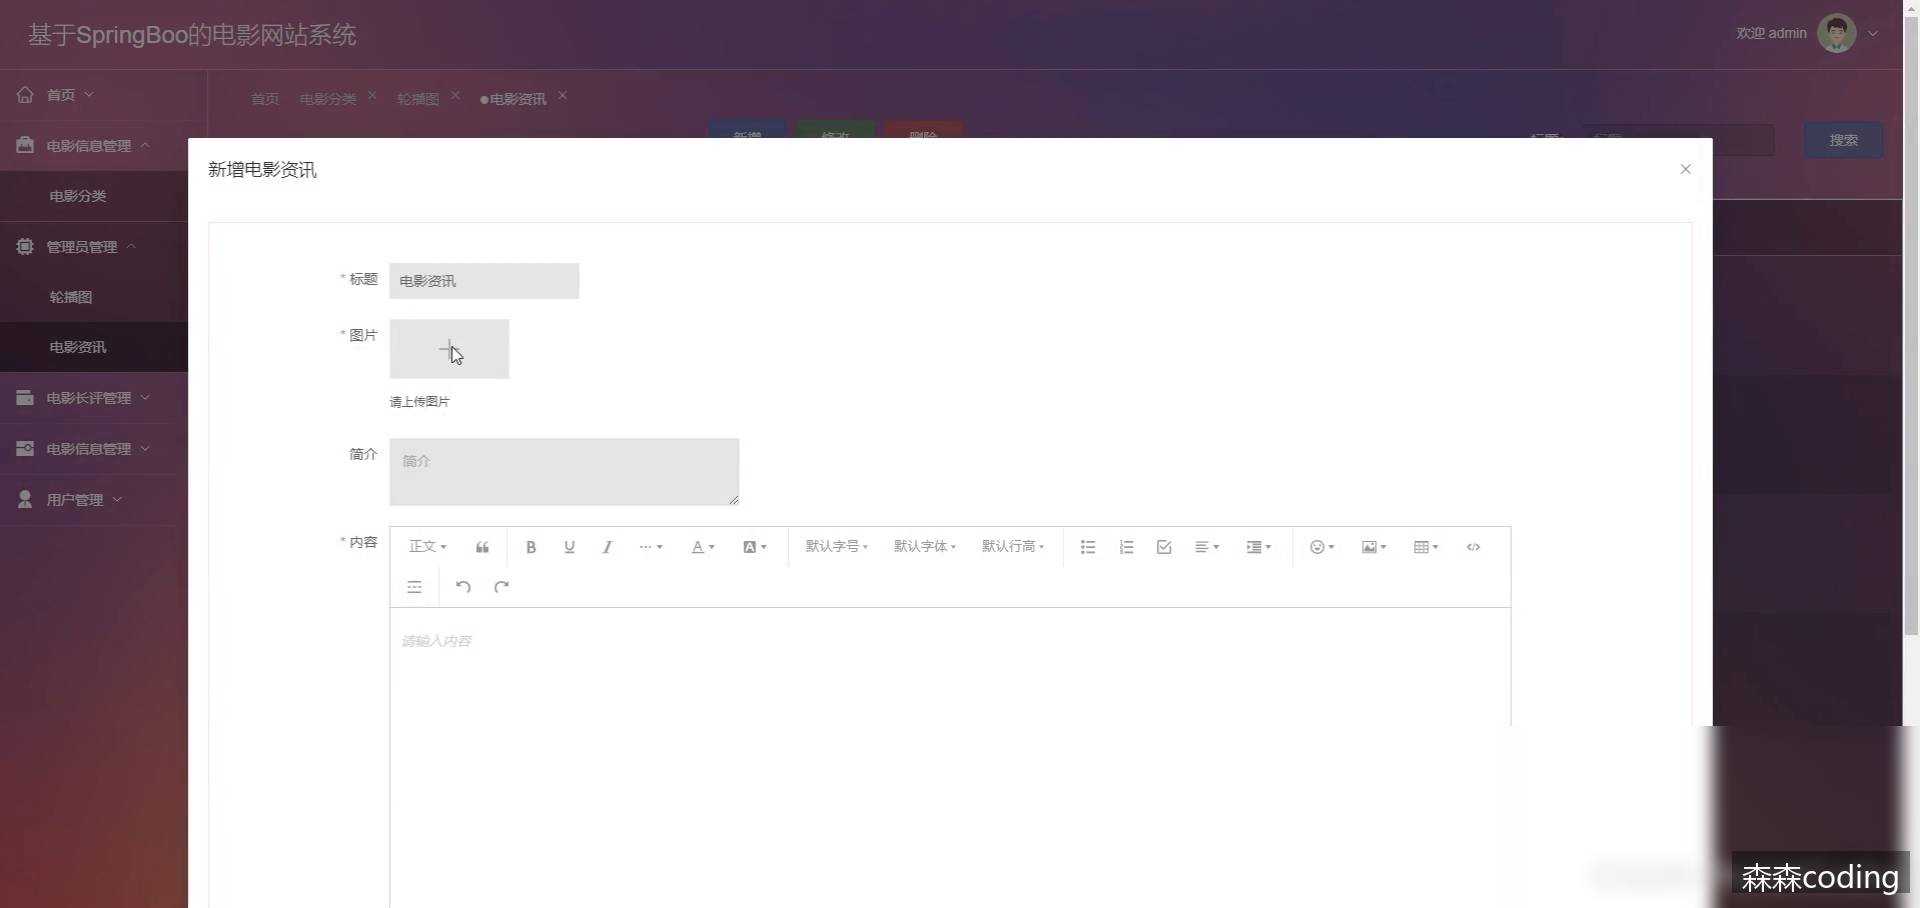 基于SpringBoo的电影网站系统
欢迎 admin
首页
首页
电影分类
轮播图
●电影资讯
电影信息管理
新增
修改
删除
标题
搜索
电影分类
管理员管理
轮播图
电影资讯
电影长评管理
电影信息管理
用户管理
新增电影资讯
* 标题
电影资讯
* 图片
请上传图片
简介
简介
* 内容
正文
B
U
I
A
A
默认字号
默认字体
默认行高
请输入内容
森森coding